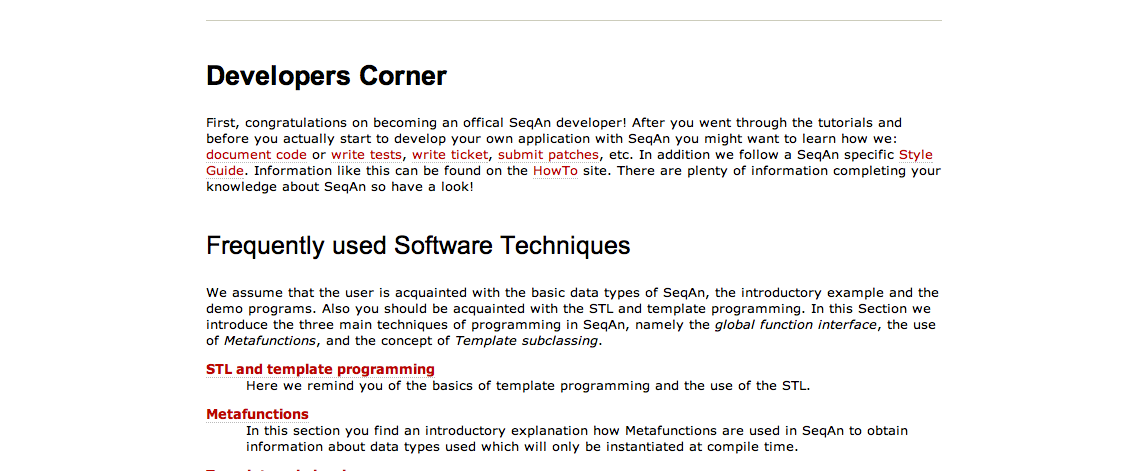 Developers Corner
First, congratulations on becoming an offical SeqAn developer! After you went through the tutorials and
before you actually start to develop your own application with SeqAn you might want to learn how we:
document code or write tests, write ticket, submit patches, etc. In addition we follow a SeqAn specific Style
Guide. Information like this can be found on the HowTo site. There are plenty of information completing your
knowledge about SeqAn so have a look!
Frequently used Software Techniques
We assume that the user is acquainted with the basic data types of SeqAn, the introductory example and the
demo programs. Also you should be acquainted with the STL and template programming. In this Section we
introduce the three main techniques of programming in SeqAn, namely the global function interface, the use
of Metafunctions, and the concept of Template subclassing.
STL and template programming
Here we remind you of the basics of template programming and the use of the STL.
Metafunctions
In this section you find an introductory explanation how Metafunctions are used in SeqAn to obtain
information about data types used which will only be instantiated at compile time.